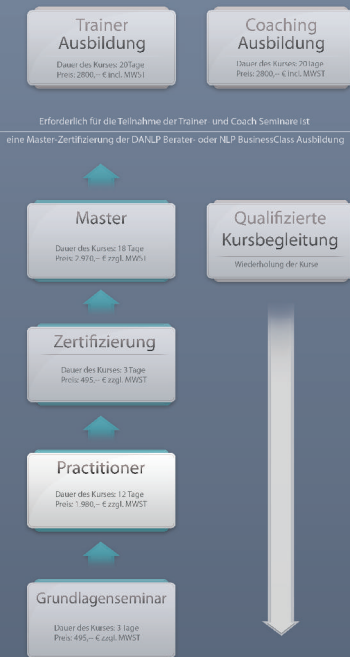 Trainer
Ausbildung
Dauer des Kurses: 20Tage
Preis: 2800,– € incl. MWST
Coaching
Ausbildung
Dauer des Kurses: 20Tage
Preis: 2800,– € incl. MWST
Erforderlich für die Teilnahme der Trainer- und Coach Seminare ist
eine Master-Zertifizierung der DANLP Berater- oder NLP BusinessClass Ausbildung
Master
Dauer des Kurses: 18 Tage
Preis: 2.970,– € zzgl. MWST
Qualifizierte
Kursbegleitung
Wiederholung der Kurse
Zertifizierung
Dauer des Kurses: 3 Tage
Preis: 495,– € zzgl. MWST
Practitioner
Dauer des Kurses: 12 Tage
Preis: 1.980,– € zzgl. MWST
Grundlagenseminar
Dauer des Kurses: 3 Tage
Preis: 495,– € zzgl. MWST